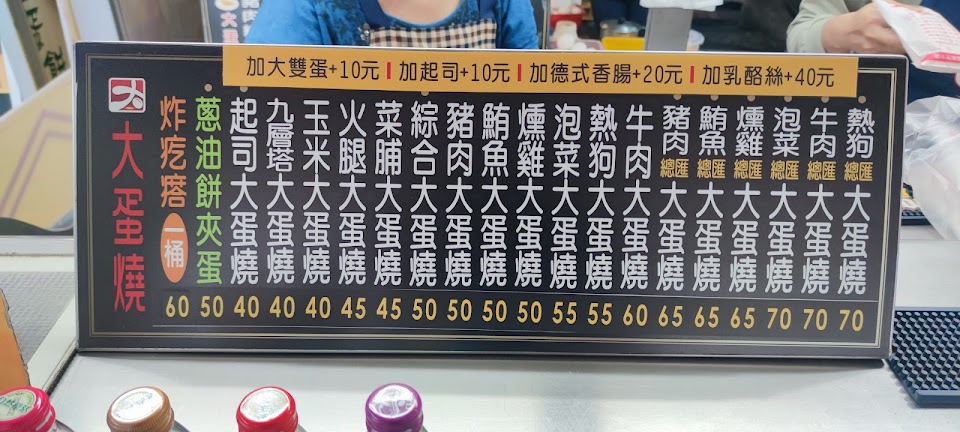 加大雙蛋+10元 | 加起司+10元 | 加德式香腸+20元 | 加乳酪絲+40元
大蛋燒
炸疙瘩 一桶 60
蔥油餅夾蛋 50
起司大蛋燒 40
九層塔大蛋燒 40
玉米大蛋燒 40
火腿大蛋燒 45
菜脯大蛋燒 45
綜合大蛋燒 50
豬肉大蛋燒 50
鮪魚大蛋燒 50
燻雞大蛋燒 50
泡菜大蛋燒 55
熱狗大蛋燒 55
牛肉大蛋燒 60
豬肉總匯大蛋燒 65
鮪魚總匯大蛋燒 65
燻雞總匯大蛋燒 65
泡菜總匯大蛋燒 70
牛肉總匯大蛋燒 70
熱狗總匯大蛋燒 70